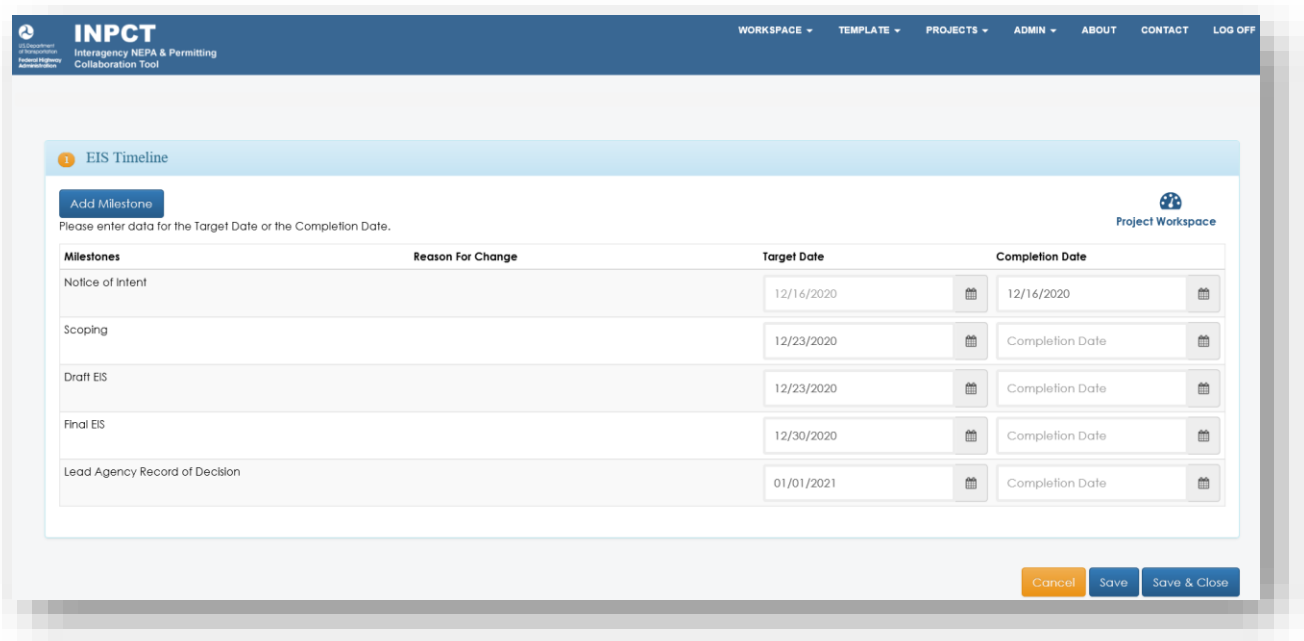 US Department
of Transportation
Federal Highway
Administration
INPCT
Interagency NEPA & Permitting
Collaboration Tool
WORKSPACE TEMPLATE PROJECTS ADMIN ABOUT CONTACT LOG OFF
1 EIS Timeline
Add Milestone
Project Workspace
Please enter data for the Target Date or the Completion Date.
Milestones Reason For Change Target Date Completion Date
Notice of Intent 12/16/2020 12/16/2020
Scoping 12/23/2020 Completion Date
Draft EIS 12/23/2020 Completion Date
Final EIS 12/30/2020 Completion Date
Lead Agency Record of Decision 01/01/2021 Completion Date
Cancel Save Save & Close